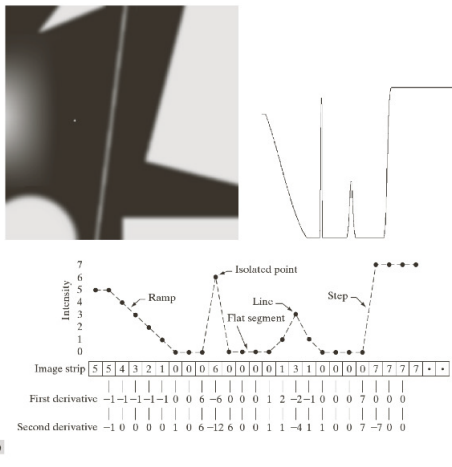 7
6
5
4
3
2
1
0
Intensity
Isolated point
Ramp
Line
Step
Flat segment
Image strip 5 5 4 3 2 1 0 0 0 6 0 0 0 0 1 3 1 0 0 0 0 7 7 7 7 • •
First derivative −1 −1 −1 −1 −1 0 0 6 −6 0 0 0 1 2 −2 −1 0 0 0 7 0 0 0
Second derivative −1 0 0 0 0 1 0 6 −12 6 0 0 1 1 −4 1 1 0 0 7 −7 0 0